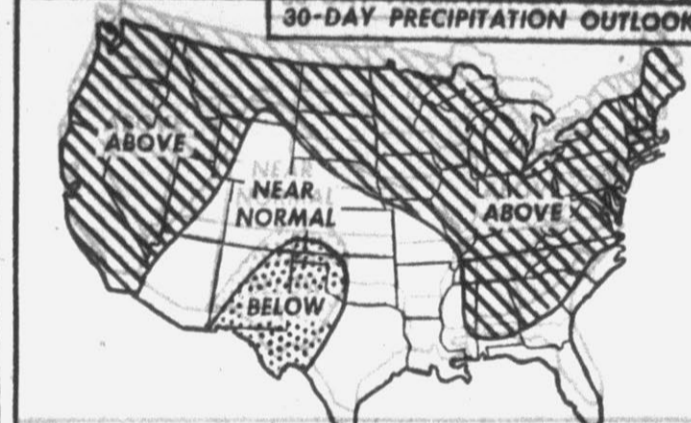 30-DAY PRECIPITATION OUTLOOK
ABOVE
NEAR
NORMAL
ABOVE
BELOW